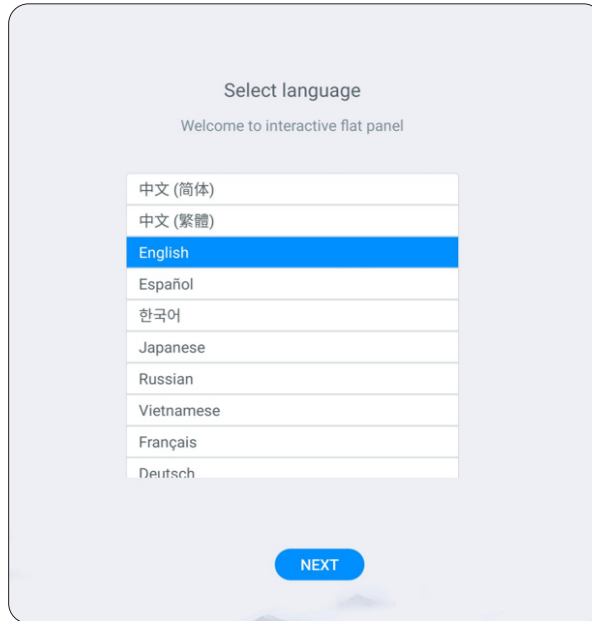 Select language
Welcome to interactive flat panel
中文 (简体)
中文 (繁體)
English
Español
한국어
Japanese
Russian
Vietnamese
Français
Deutsch
NEXT